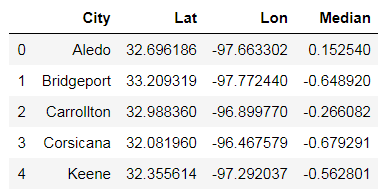 City Lat Lon Median
0 Aledo 32.696186 -97.663302 0.152540
1 Bridgeport 33.209319 -97.772440 -0.648920
2 Carrollton 32.988360 -96.899770 -0.266082
3 Corsicana 32.081960 -96.467579 -0.679291
4 Keene 32.355614 -97.292037 -0.562801